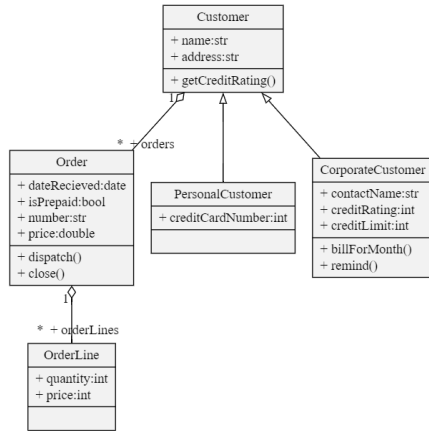 Customer
+ name:str
+ address:str
+ getCreditRating()
1
* + orders
Order
+ dateRecieved:date
+ isPrepaid:bool
+ number:str
+ price:double
+ dispatch()
+ close()
PersonalCustomer
+ creditCardNumber:int
CorporateCustomer
+ contactName:str
+ creditRating:int
+ creditLimit:int
+ billForMonth()
+ remind()
1
* + orderLines
OrderLine
+ quantity:int
+ price:int